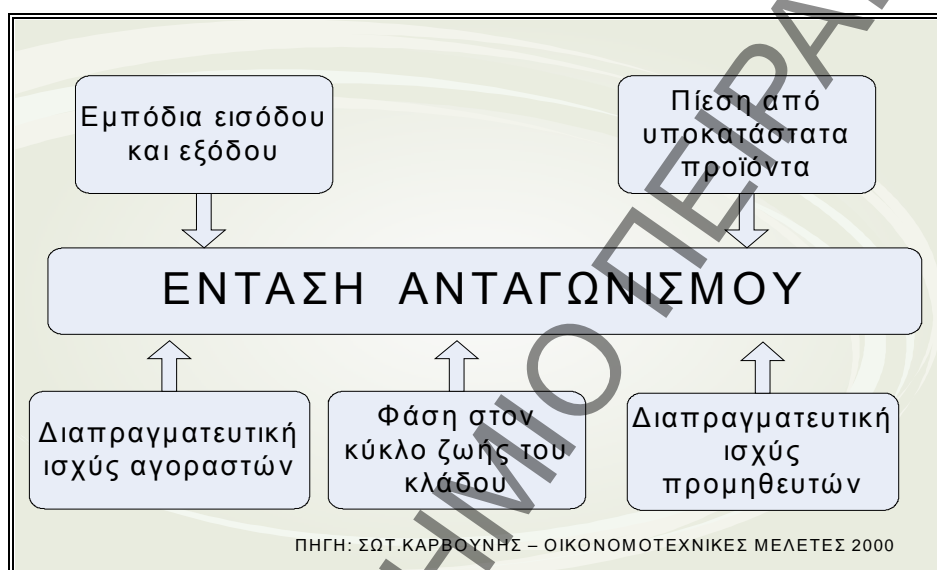 Εμπόδια εισόδου
και εξόδου
Πίεση από
υποκατάστατα
προϊόντα
ΕΝΤΑΣΗ ΑΝΤΑΓΩΝΙΣΜΟΥ
Διαπραγματευτική
ισχύς αγοραστών
Φάση στον
κύκλο ζωής του
κλάδου
Διαπραγματευτική
ισχύς
προμηθευτών
ΠΗΓΗ: ΣΩΤ.ΚΑΡΒΟΥΝΗΣ – ΟΙΚΟΝΟΜΟΤΕΧΝΙΚΕΣ ΜΕΛΕΤΕΣ 2000